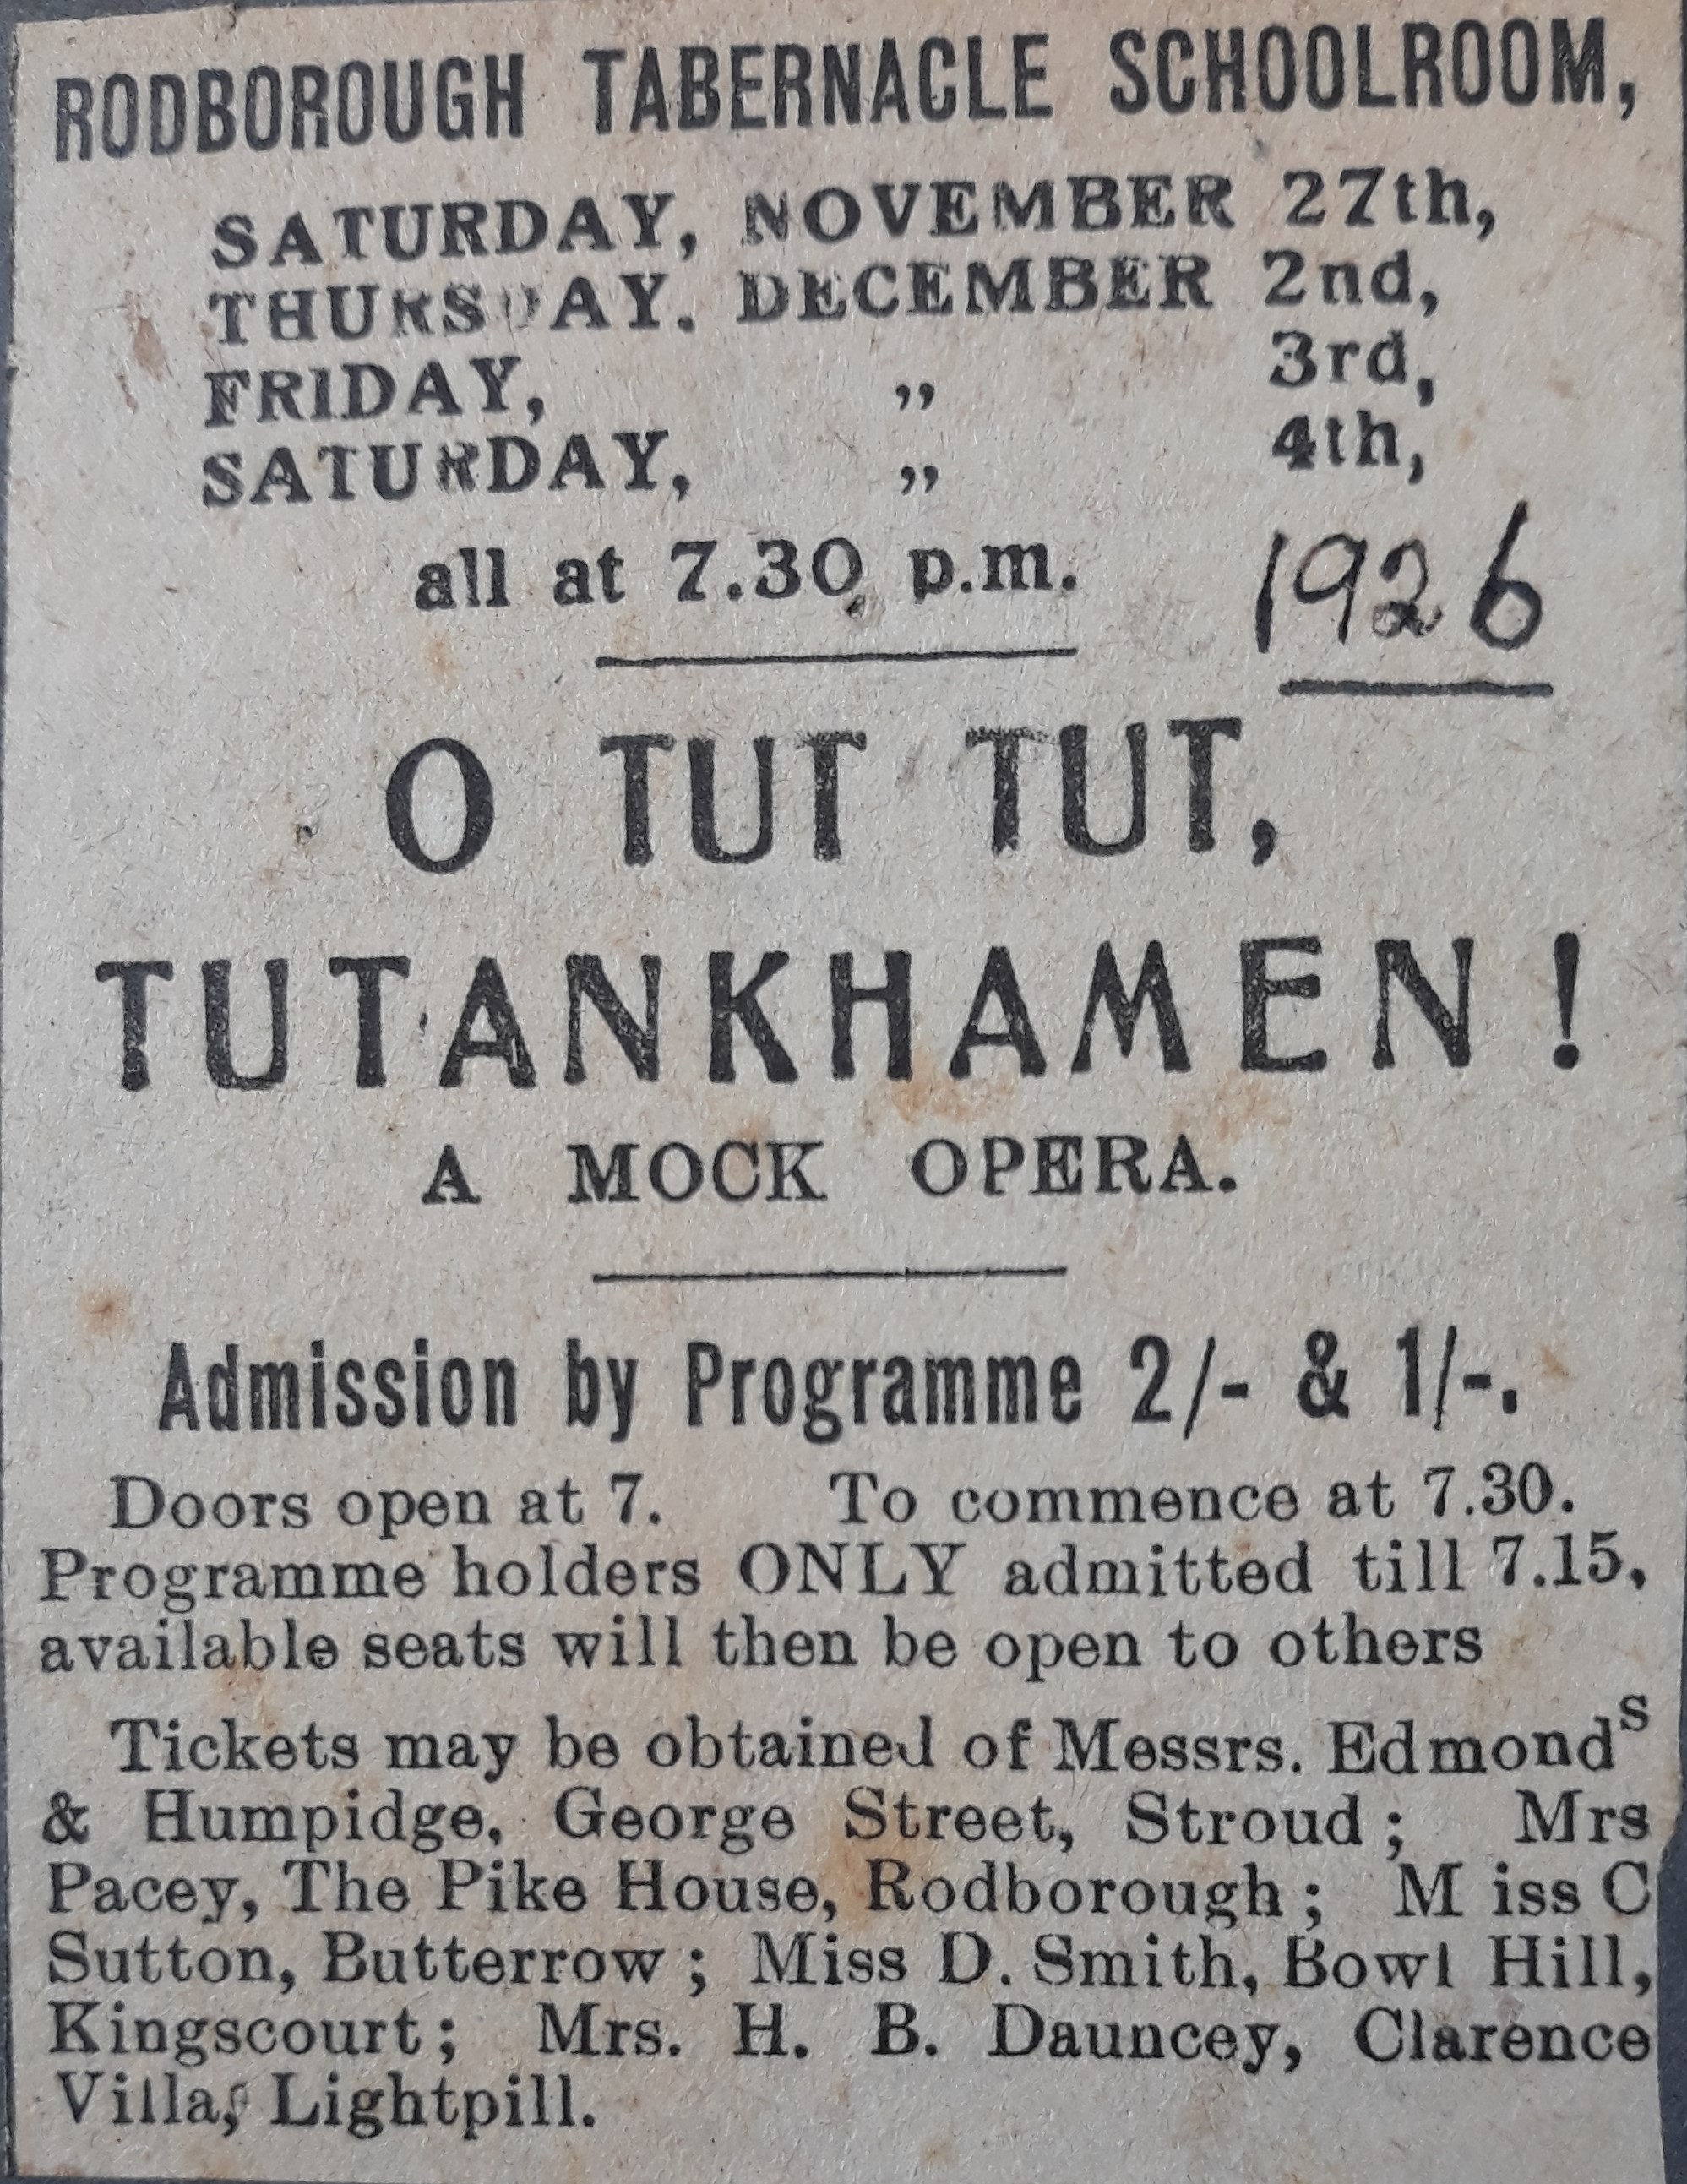 RODBOROUGH TABERNACLE SCHOOLROOM,
SATURDAY, NOVEMBER 27th,
THURSDAY. DECEMBER 2nd,
FRIDAY, „ 3rd,
SATURDAY, „ 4th,
all at 7.30 p.m.
1926
O TUT TUT,
TUTANKHAMEN !
A MOCK OPERA.
Admission by Programme 2/- & 1/-.
Doors open at 7. To commence at 7.30.
Programme holders ONLY admitted till 7.15,
available seats will then be open to others
Tickets may be obtained of Messrs. Edmonds
& Humpidge, George Street, Stroud ; Mrs
Pacey, The Pike House, Rodborough ; M iss C
Sutton, Butterrow ; Miss D. Smith, Bowl Hill,
Kingscourt ; Mrs. H. B. Dauncey, Clarence
Villa, Lightpill.